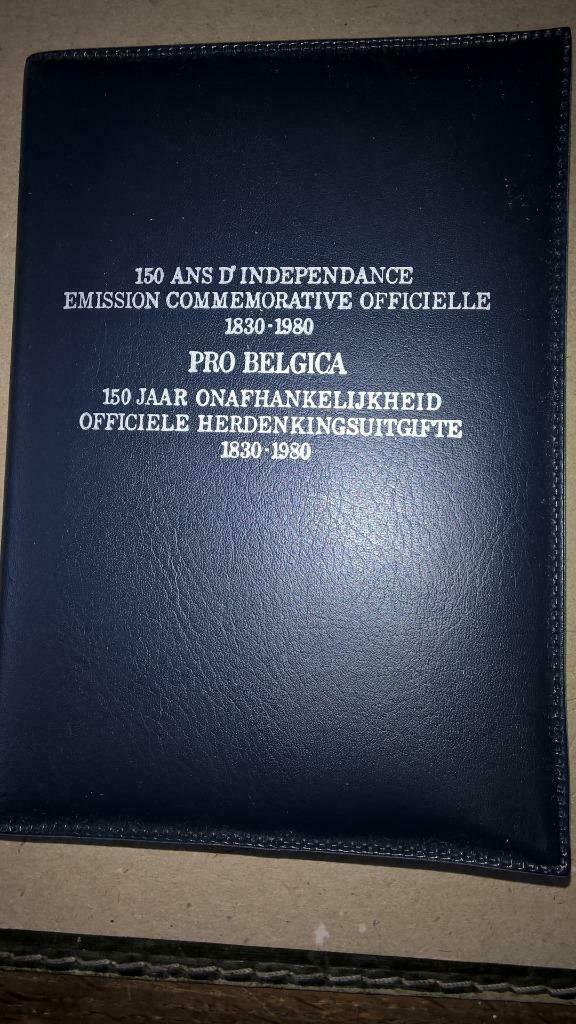 150 ANS D'INDEPENDANCE
EMISSION COMMEMORATIVE OFFICIELLE
1830-1980
PRO BELGICA
150 JAAR ONAFHANKELIJKHEID
OFFICIELE HERDENKINGSUITGIFTE
1830-1980